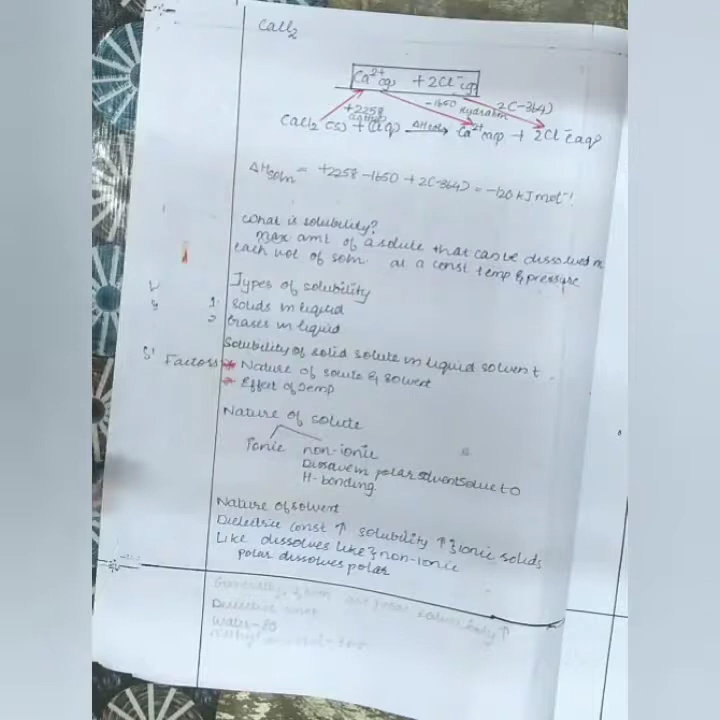 CaCl₂
Ca²⁺(g) + 2Cl⁻(g)
+2258 -1650 2(-364)
hydration
CaCl₂(s) + (aq) → Ca²⁺(aq) + 2Cl⁻(aq)
ΔHsoln = +2258 - 1650 + 2(-364) = -120 kJ mol⁻¹
What is solubility?
Max amt of a solute that can be dissolved in
each vol of soln. at a const temp & pressure
Types of solubility
1. Solids in liquid
2 Gases in liquid
Solubility of solid solute in liquid solvent.
Factors * Nature of solute & solvent
* Effect of Temp
Nature of solute
Ionic non-ionic
polar solvents due to
H-bonding
Nature of solvent
Dielectric const ↑ solubility ↑ } ionic solids
Like dissolves like } non-ionic
polar dissolves polar
Water-80